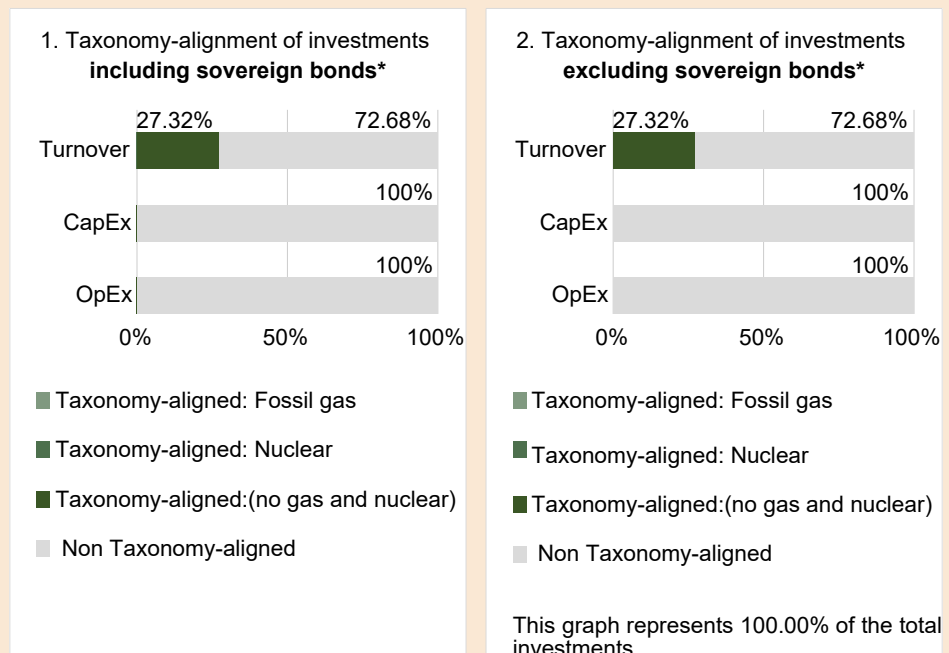 1. Taxonomy-alignment of investments
including sovereign bonds*
27.32% 72.68%
Turnover
100%
CapEx
100%
OpEx
0% 50% 100%
Taxonomy-aligned: Fossil gas
Taxonomy-aligned: Nuclear
Taxonomy-aligned:(no gas and nuclear)
Non Taxonomy-aligned
2. Taxonomy-alignment of investments
excluding sovereign bonds*
27.32% 72.68%
Turnover
100%
CapEx
100%
OpEx
0% 50% 100%
Taxonomy-aligned: Fossil gas
Taxonomy-aligned: Nuclear
Taxonomy-aligned:(no gas and nuclear)
Non Taxonomy-aligned
This graph represents 100.00% of the total
investments